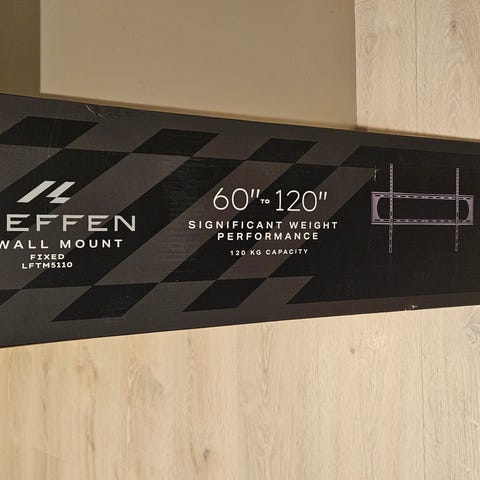 EFFEN
WALL MOUNT
FIXED
LFTM5110
60" TO 120"
SIGNIFICANT WEIGHT
PERFORMANCE
120 KG CAPACITY